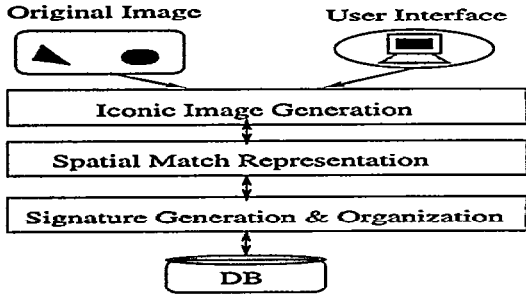 Original Image
User Interface
Iconic Image Generation
Spatial Match Representation
Signature Generation & Organization
DB